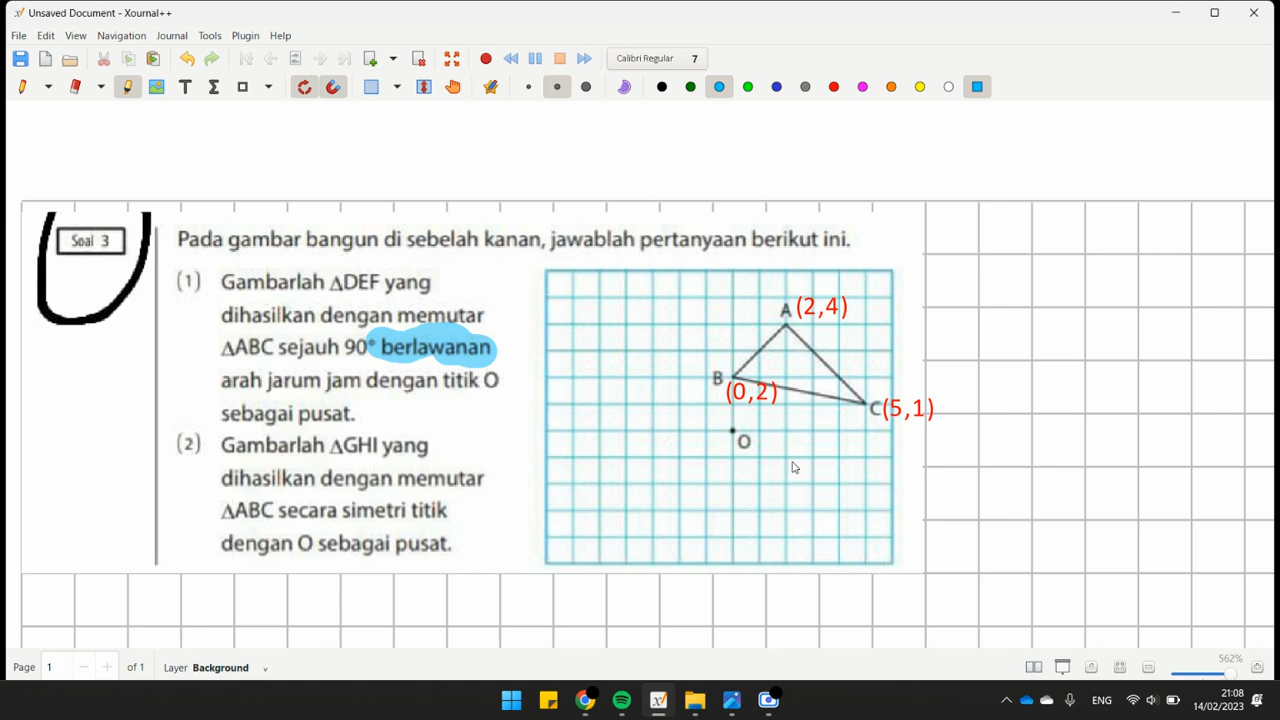 Unsaved Document - Xournal++
File Edit View Navigation Journal Tools Plugin Help
Calibri Regular 7
Soal 3
Pada gambar bangun di sebelah kanan, jawablah pertanyaan berikut ini.
(1) Gambarlah ∆DEF yang
dihasilkan dengan memutar
∆ABC sejauh 90° berlawanan
arah jarum jam dengan titik O
sebagai pusat.
(2) Gambarlah ∆GHI yang
dihasilkan dengan memutar
∆ABC secara simetri titik
dengan O sebagai pusat.
A (2,4)
B
(0,2)
C(5,1)
O
Page 1 of 1 Layer Background
562%
ENG
21:08
14/02/2023